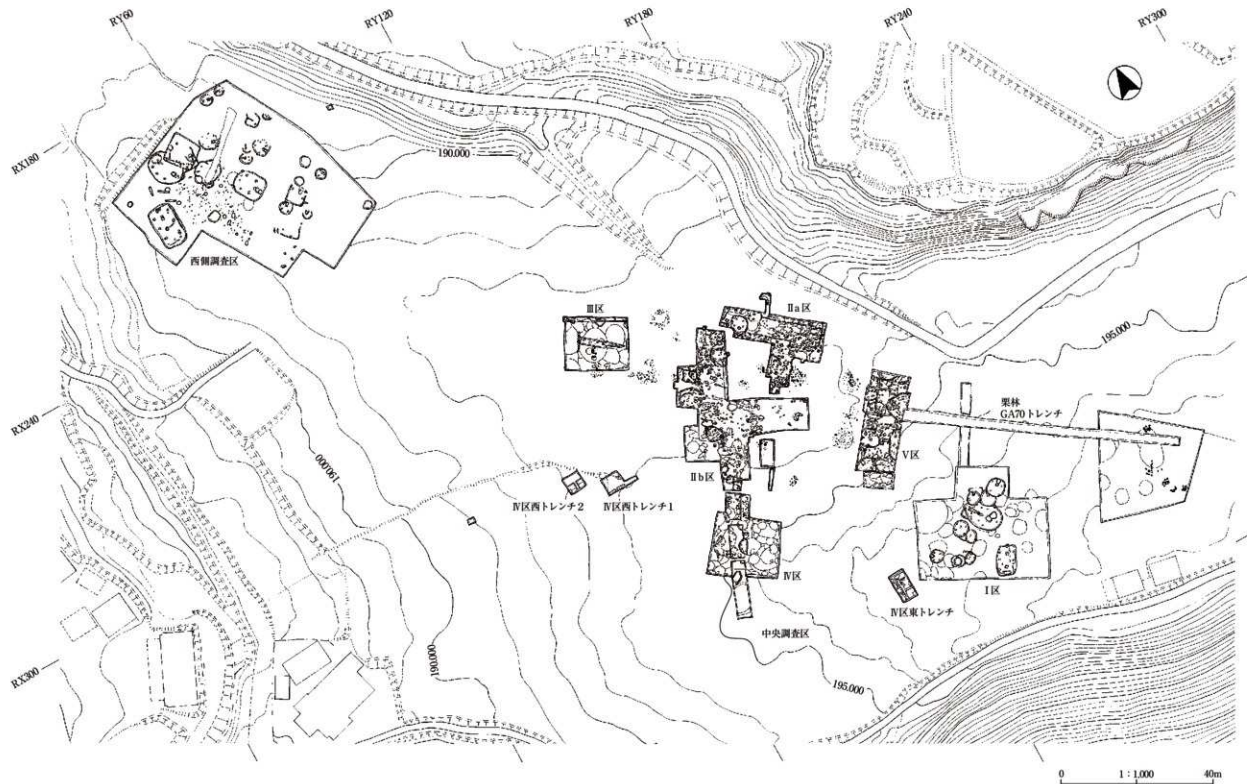 RY60
RY120
RY180
RY240
RY300
RX180
190.000
西側調査区
Ⅲ区
Ⅱa区
195.000
栗林
GA70トレンチ
RX240
190.000
Ⅴ区
Ⅱb区
Ⅳ区西トレンチ2
Ⅳ区西トレンチ1
Ⅳ区
Ⅰ区
Ⅳ区東トレンチ
中央調査区
190.000
195.000
RX300
0 1:1,000 40m